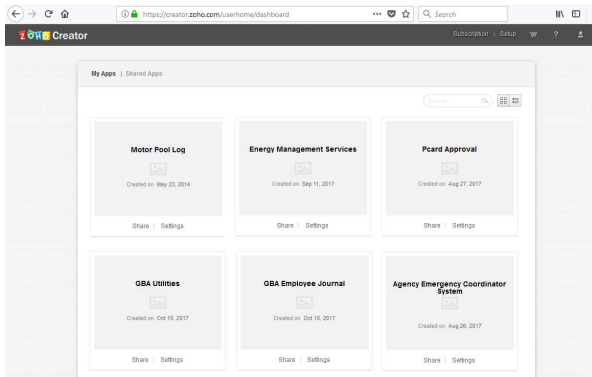 https://creator.zoho.com/userhome/dashboard
Search
ZOHO Creator
Subscription | Setup
?
My Apps | Shared Apps
Search
Motor Pool Log
Created on May 23, 2014
Share | Settings
Energy Management Services
Created on Sep 11, 2017
Share | Settings
Pcard Approval
Created on Aug 27, 2017
Share | Settings
GBA Utilities
Created on Oct 10, 2017
Share | Settings
GBA Employee Journal
Created on Oct 10, 2017
Share | Settings
Agency Emergency Coordinator
System
Created on Aug 26, 2017
Share | Settings